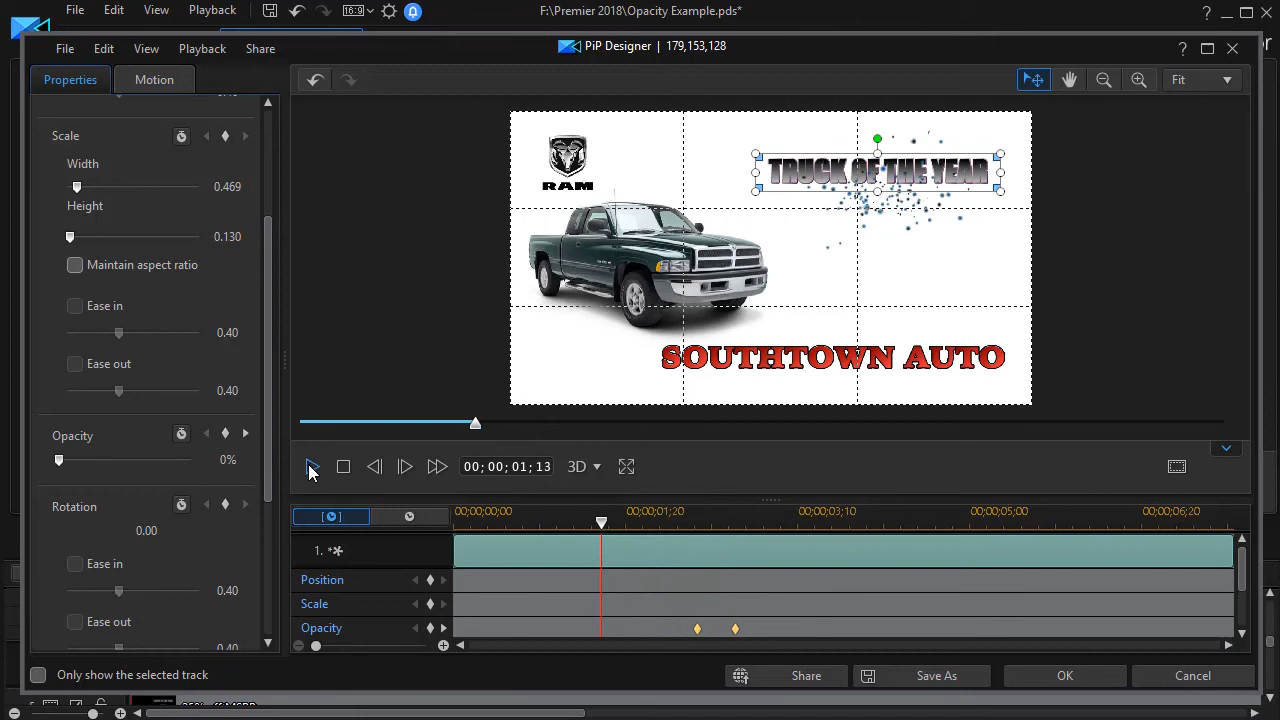 File Edit View Playback 16:9 F:\Premier 2018\Opacity Example.pds* ?
File Edit View Playback Share PiP Designer | 179,153,128 ?
Properties Motion Fit
Scale
Width
0.469
Height
0.130
Maintain aspect ratio
Ease in
0.40
Ease out
0.40
Opacity
0%
Rotation
0.00
Ease in
0.40
Ease out
RAM
TRUCK OF THE YEAR
SOUTHTOWN AUTO
00; 00; 01; 13 3D
00;00;00;00 00;00;01;20 00;00;03;10 00;00;05;00 00;00;06;20
1. **
Position
Scale
Opacity
Only show the selected track Share Save As OK Cancel